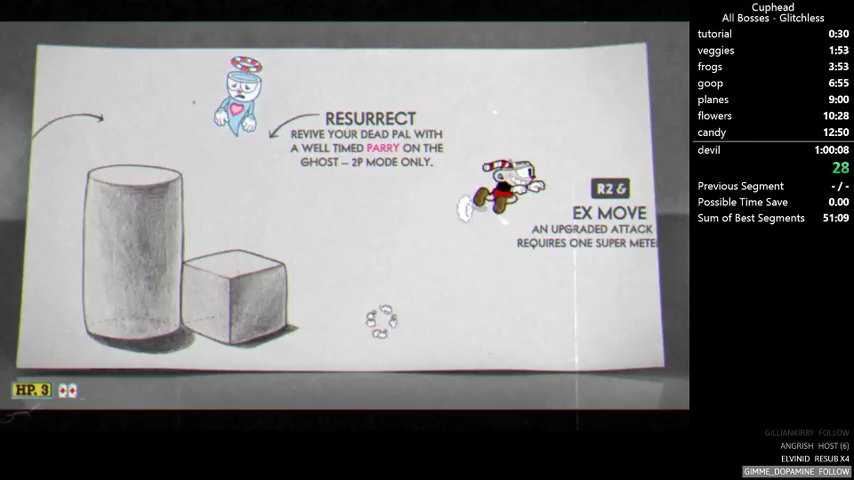 Cuphead
All Bosses - Glitchless
tutorial 0:30
veggies 1:53
frogs 3:53
goop 6:55
planes 9:00
flowers 10:28
candy 12:50
devil 1:00:08
28
Previous Segment - / -
Possible Time Save 0.00
Sum of Best Segments 51:09
RESURRECT
REVIVE YOUR DEAD PAL WITH
A WELL TIMED PARRY ON THE
GHOST – 2P MODE ONLY.
R2 &
EX MOVE
AN UPGRADED ATTACK
REQUIRES ONE SUPER METE
HP. 3
GILLIANKIRBY FOLLOW
ANGRISH HOST (6)
ELVINID RESUB X4
GIMME_DOPAMINE FOLLOW